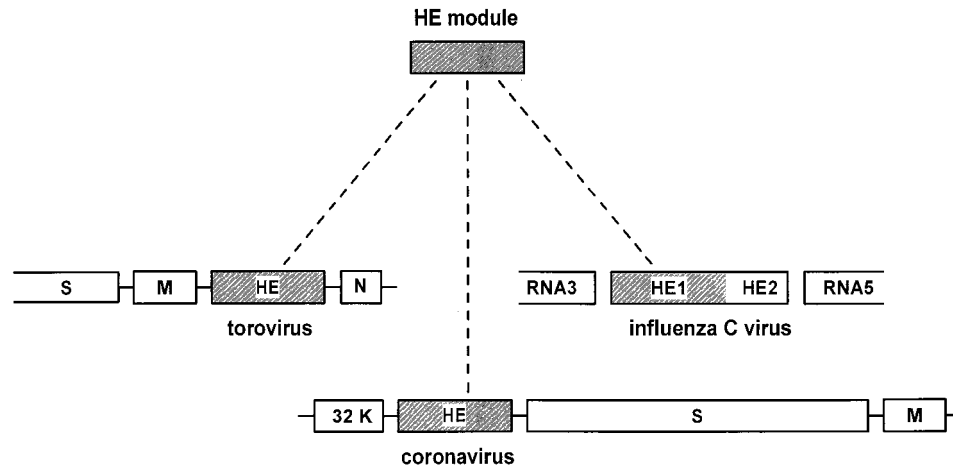 HE module
S M HE N
torovirus
RNA3 HE1 HE2 RNA5
influenza C virus
32 K HE S M
coronavirus